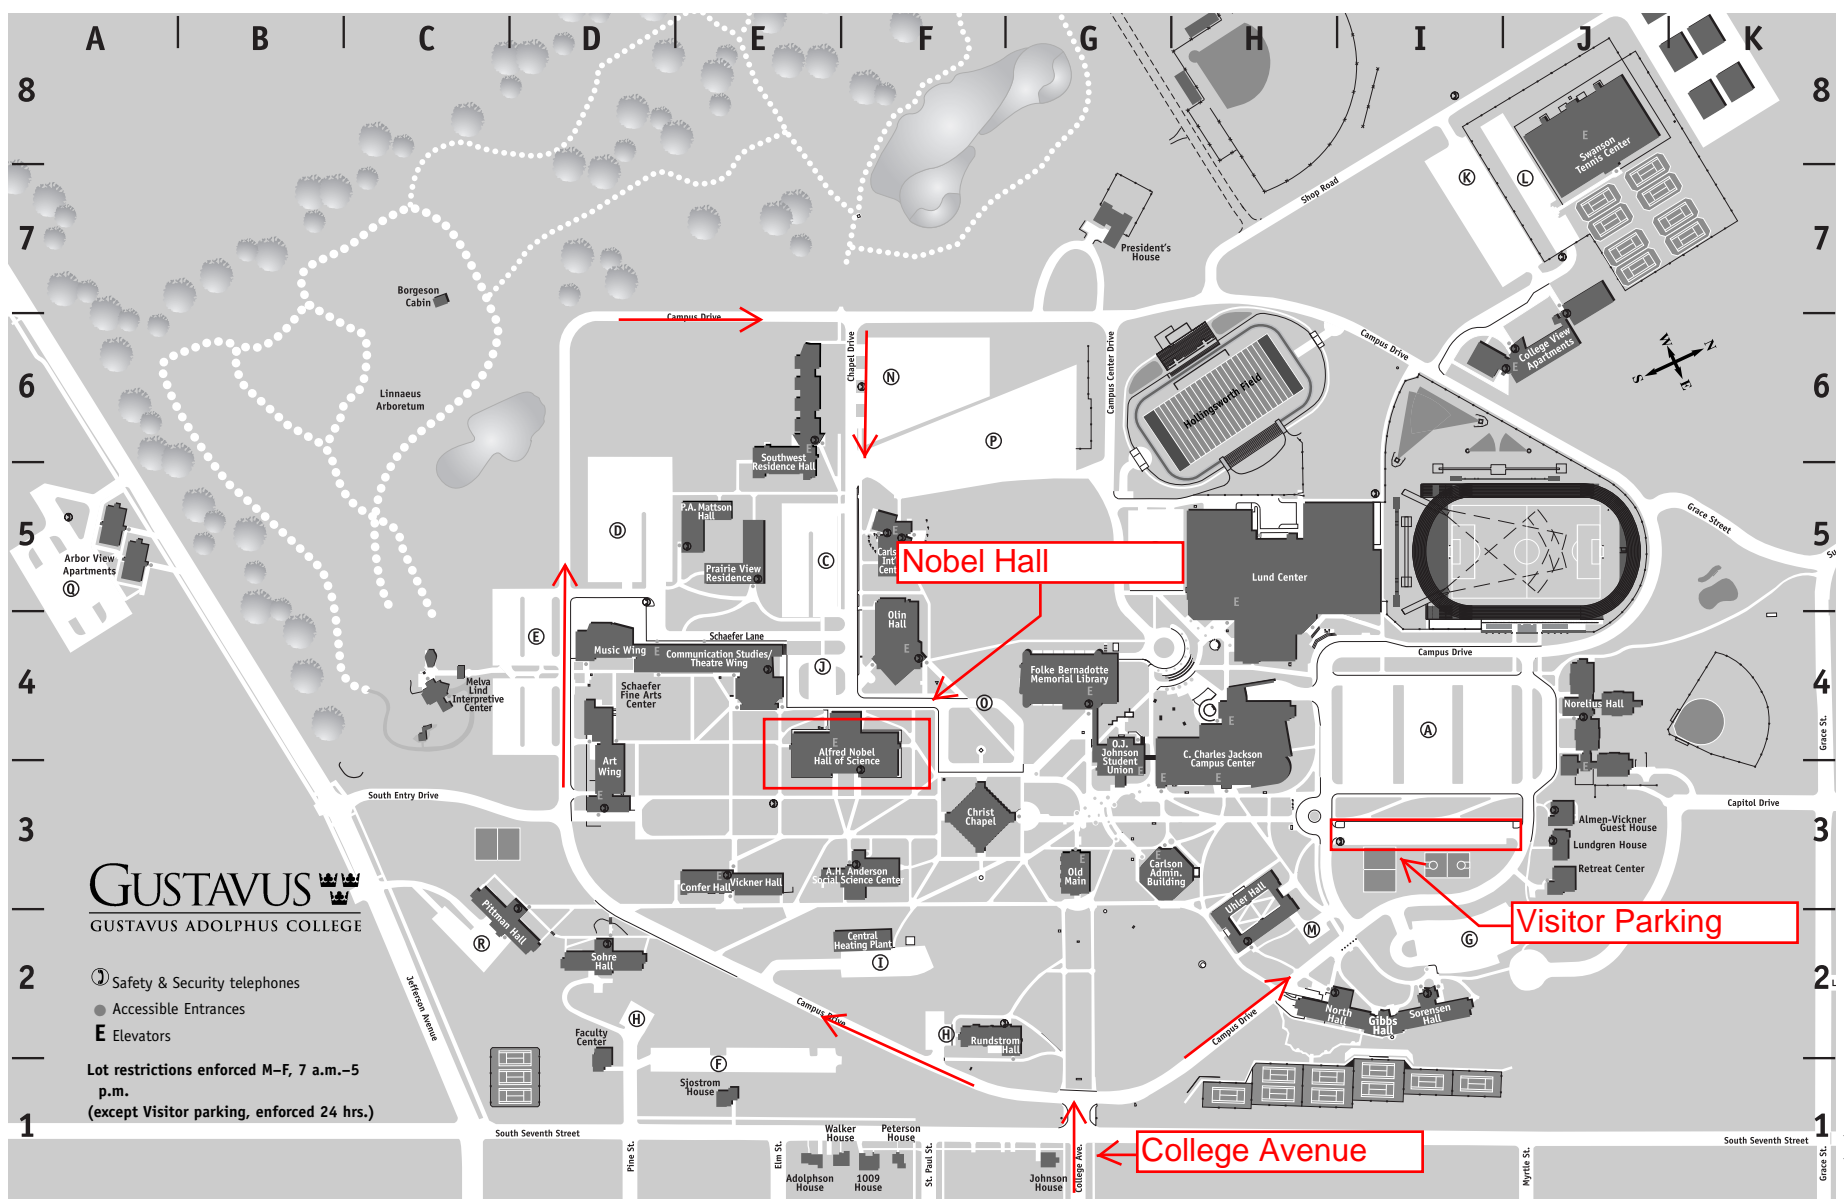 A B C D E F G H I J K
8
8
Swanson
Tennis Center
E
K
L
Shop Road
7
7
President's
House
Borgeson
Cabin
Campus Drive
Chapel Drive
Campus Center Drive
Campus Drive
College View
Apartments
E
W
N
S
E
6
6
N
Hollingsworth Field
Linnaeus
Arboretum
P
Southwest
Residence Hall
E
Grace Street
5
5
D
P.A. Mattson
Hall
C
Prairie View
Residence
E
Nobel Hall
Lund Center
E
Arbor View
Apartments
Q
E
Olin
Hall
E
Schaefer Lane
Music Wing
E
Communication Studies/
Theatre Wing
J
Campus Drive
Folke Bernadotte
Memorial Library
E
4
4
Melva
Lind
Interpretive
Center
Schaefer
Fine Arts
Center
O
Norelius Hall
Grace St.
A
E
Alfred Nobel
Hall of Science
Art
Wing
E
O.J.
Johnson
Student
Union
E
C. Charles Jackson
Campus Center
E
E
E
E
South Entry Drive
Capitol Drive
Christ
Chapel
3
3
Almen-Vickner
Guest House
Lundgren House
Retreat Center
GUSTAVUS
GUSTAVUS ADOLPHUS COLLEGE
Confer Hall
E
Vickner Hall
A.H. Anderson
Social Science Center
Old
Main
E
Carlson
Admin.
Building
E
Uhler Hall
Visitor Parking
Pittman Hall
R
Central
Heating Plant
I
M
G
Sohre
Hall
2
2
Safety & Security telephones
Accessible Entrances
E Elevators
Jefferson Avenue
Campus Drive
Campus Drive
North
Hall
Gibbs
Hall
Sorensen
Hall
H
Faculty
Center
H
Rundstrom
Hall
F
Sjostrom
House
Lot restrictions enforced M–F, 7 a.m.–5
p.m.
(except Visitor parking, enforced 24 hrs.)
1
1
South Seventh Street
South Seventh Street
Walker
House
Peterson
House
College Avenue
Pine St.
Elm St.
St. Paul St.
College Ave.
Myrtle St.
Grace St.
Adolphson
House
1009
House
Johnson
House